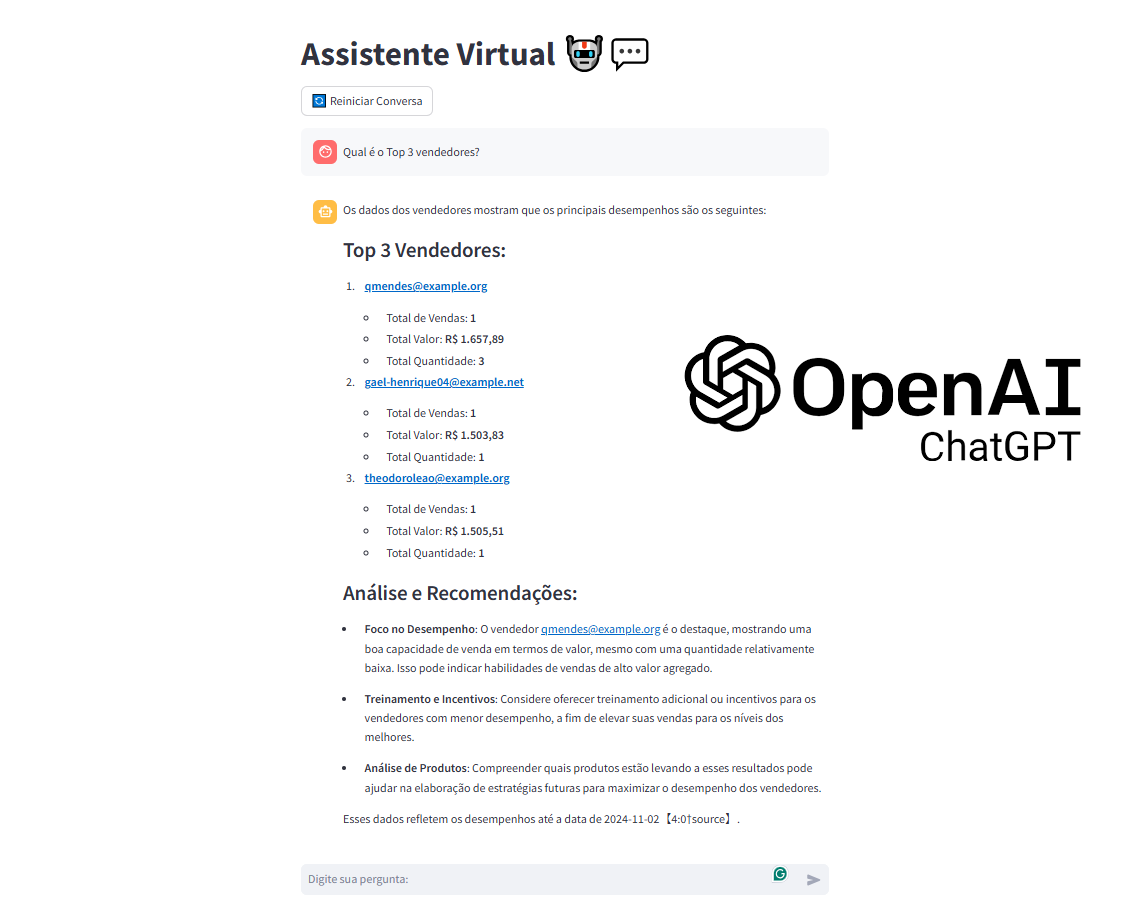 Assistente Virtual
Reiniciar Conversa
Qual é o Top 3 vendedores?
Os dados dos vendedores mostram que os principais desempenhos são os seguintes:
Top 3 Vendedores:
1. qmendes@example.org
Total de Vendas: 1
Total Valor: R$ 1.657,89
Total Quantidade: 3
2. gael-henrique04@example.net
Total de Vendas: 1
Total Valor: R$ 1.503,83
Total Quantidade: 1
3. theodoroleao@example.org
Total de Vendas: 1
Total Valor: R$ 1.505,51
Total Quantidade: 1
OpenAI
ChatGPT
Análise e Recomendações:
Foco no Desempenho: O vendedor qmendes@example.org é o destaque, mostrando uma
boa capacidade de venda em termos de valor, mesmo com uma quantidade relativamente
baixa. Isso pode indicar habilidades de vendas de alto valor agregado.
Treinamento e Incentivos: Considere oferecer treinamento adicional ou incentivos para os
vendedores com menor desempenho, a fim de elevar suas vendas para os níveis dos
melhores.
Análise de Produtos: Compreender quais produtos estão levando a esses resultados pode
ajudar na elaboração de estratégias futuras para maximizar o desempenho dos vendedores.
Esses dados refletem os desempenhos até a data de 2024-11-02【4:0†source】.
Digite sua pergunta: